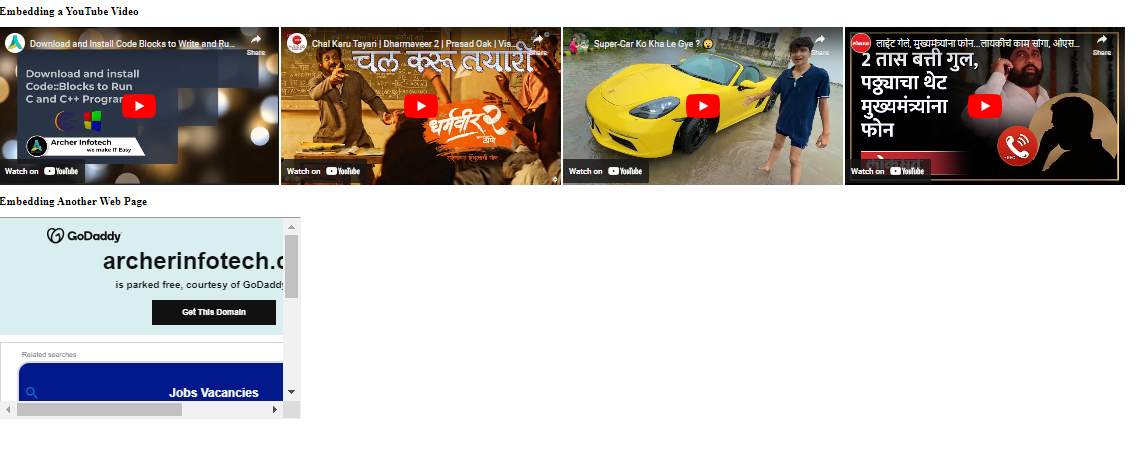 Embedding a YouTube Video
Download and Install Code Blocks to Write and Ru...
Share
Download and install
Code::Blocks to Run
C and C++ Progra
Archer Infotech
we make IT Easy
Watch on YouTube
Chal Karu Tayari | Dharmaveer 2 | Prasad Oak | Vis...
Share
चल करू तयारी
धर्मवीर २
ठाणे
Watch on YouTube
Super-Car Ko Kha Le Gye ? 😲
Share
Watch on YouTube
लाईट गेले, मुख्यमंत्र्यांना फोन...लायकीचं काम सांगा, ओएस...
Share
2 तास बत्ती गुल,
पठ्ठ्याचा थेट
मुख्यमंत्र्यांना
फोन
Watch on YouTube
Embedding Another Web Page
GoDaddy
archerinfotech.c
is parked free, courtesy of GoDaddy
Get This Domain
Related searches
Jobs Vacancies